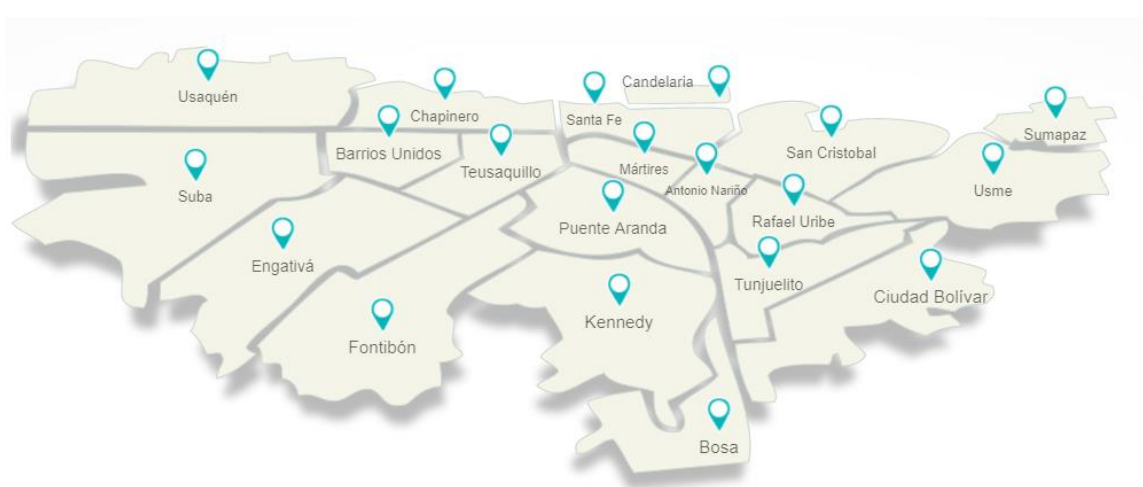 Candelaria
Usaquén
Chapinero
Santa Fe
Sumapaz
Barrios Unidos
San Cristobal
Teusaquillo
Mártires
Suba
Antonio Nariño
Usme
Puente Aranda
Rafael Uribe
Engativá
Tunjuelito
Ciudad Bolívar
Kennedy
Fontibón
Bosa